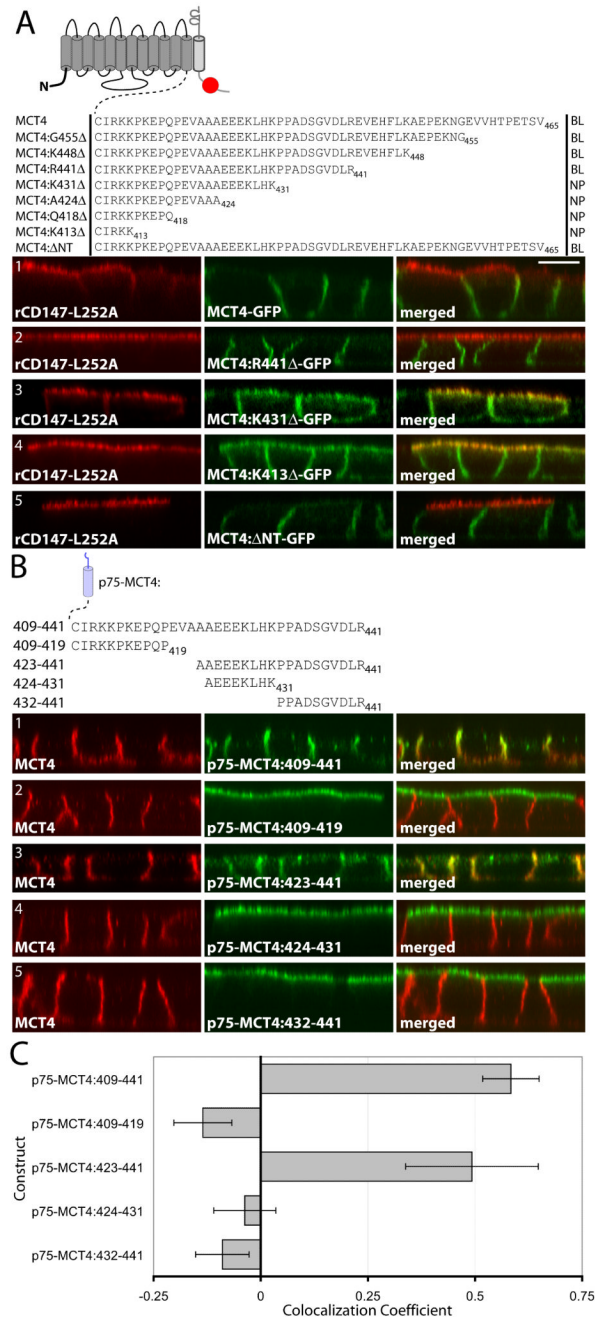 A
N
MCT4 CIRKKPKEPQPEVAAAEEEKLHKPPADSGVDLREVEHFLKAEPEKNGEVVHTPETSV465 BL
MCT4:G455Δ CIRKKPKEPQPEVAAAEEEKLHKPPADSGVDLREVEHFLKAEPEKNG455 BL
MCT4:K448Δ CIRKKPKEPQPEVAAAEEEKLHKPPADSGVDLREVEHFLK448 BL
MCT4:R441Δ CIRKKPKEPQPEVAAAEEEKLHKPPADSGVDLR441 BL
MCT4:K431Δ CIRKKPKEPQPEVAAAEEEKLHK431 NP
MCT4:A424Δ CIRKKPKEPQPEVAAA424 NP
MCT4:Q418Δ CIRKKPKEPQ418 NP
MCT4:K413Δ CIRKK413 NP
MCT4:ΔNT CIRKKPKEPQPEVAAAEEEKLHKPPADSGVDLREVEHFLKAEPEKNGEVVHTPETSV465 BL
1
rCD147-L252A MCT4-GFP merged
2
rCD147-L252A MCT4:R441Δ-GFP merged
3
rCD147-L252A MCT4:K431Δ-GFP merged
4
rCD147-L252A MCT4:K413Δ-GFP merged
5
rCD147-L252A MCT4:ΔNT-GFP merged
B
p75-MCT4:
409-441 CIRKKPKEPQPEVAAAEEEKLHKPPADSGVDLR441
409-419 CIRKKPKEPQP419
423-441 AAEEEKLHKPPADSGVDLR441
424-431 AEEEKLHK431
432-441 PPADSGVDLR441
1
MCT4 p75-MCT4:409-441 merged
2
MCT4 p75-MCT4:409-419 merged
3
MCT4 p75-MCT4:423-441 merged
4
MCT4 p75-MCT4:424-431 merged
5
MCT4 p75-MCT4:432-441 merged
C
Construct
p75-MCT4:409-441
p75-MCT4:409-419
p75-MCT4:423-441
p75-MCT4:424-431
p75-MCT4:432-441
-0.25 0 0.25 0.5 0.75
Colocalization Coefficient